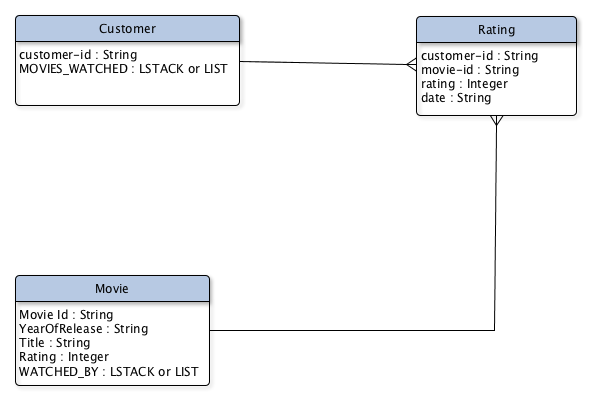 Customer
customer-id : String
MOVIES_WATCHED : LSTACK or LIST
Rating
customer-id : String
movie-id : String
rating : Integer
date : String
Movie
Movie Id : String
YearOfRelease : String
Title : String
Rating : Integer
WATCHED_BY : LSTACK or LIST